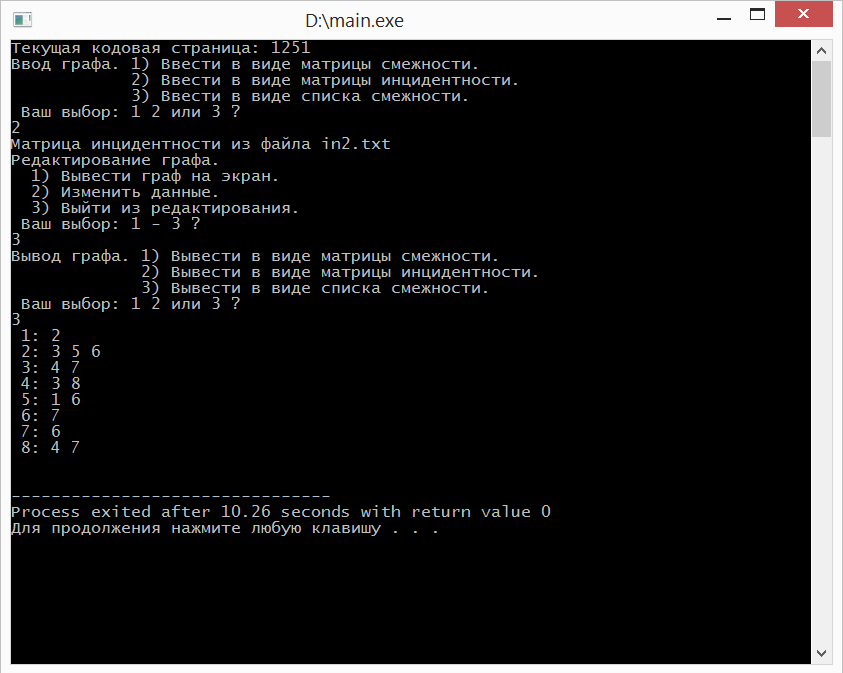 D:\main.exe
Текущая кодовая страница: 1251
Ввод графа. 1) Ввести в виде матрицы смежности.
2) Ввести в виде матрицы инцидентности.
3) Ввести в виде списка смежности.
Ваш выбор: 1 2 или 3 ?
2
Матрица инцидентности из файла in2.txt
Редактирование графа.
1) Вывести граф на экран.
2) Изменить данные.
3) Выйти из редактирования.
Ваш выбор: 1 - 3 ?
3
Вывод графа. 1) Вывести в виде матрицы смежности.
2) Вывести в виде матрицы инцидентности.
3) Вывести в виде списка смежности.
Ваш выбор: 1 2 или 3 ?
3
1: 2
2: 3 5 6
3: 4 7
4: 3 8
5: 1 6
6: 7
7: 6
8: 4 7
--------------------------------
Process exited after 10.26 seconds with return value 0
Для продолжения нажмите любую клавишу . . .